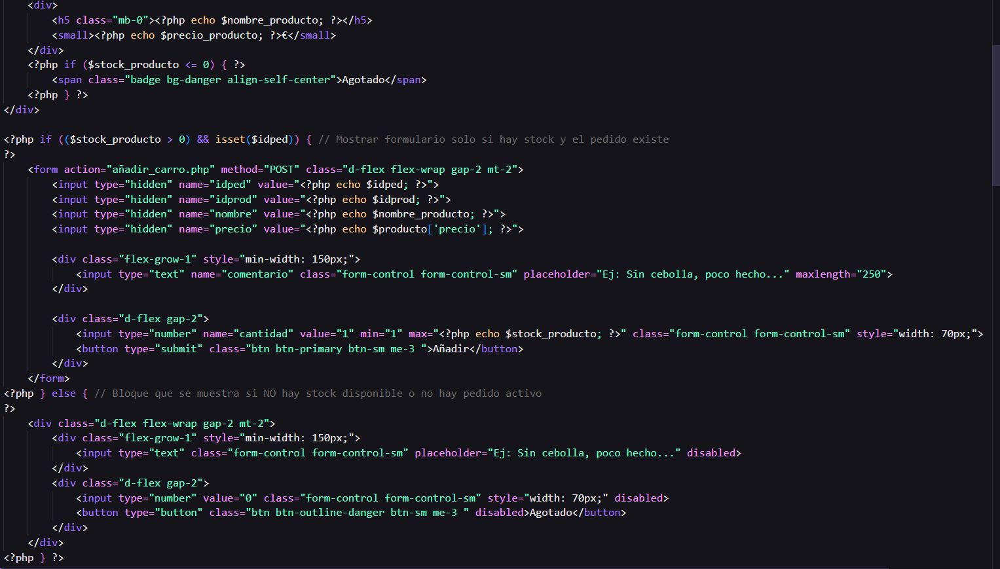 <div>
<h5 class="mb-0"><?php echo $nombre_producto; ?></h5>
<small><?php echo $precio_producto; ?>€</small>
</div>
<?php if ($stock_producto <= 0) { ?>
<span class="badge bg-danger align-self-center">Agotado</span>
<?php } ?>
</div>
<?php if (($stock_producto > 0) && isset($idped)) { // Mostrar formulario solo si hay stock y el pedido existe
?>
<form action="añadir_carro.php" method="POST" class="d-flex flex-wrap gap-2 mt-2">
<input type="hidden" name="idped" value="<?php echo $idped; ?>">
<input type="hidden" name="idprod" value="<?php echo $idprod; ?>">
<input type="hidden" name="nombre" value="<?php echo $nombre_producto; ?>">
<input type="hidden" name="precio" value="<?php echo $producto['precio']; ?>">
<div class="flex-grow-1" style="min-width: 150px;">
<input type="text" name="comentario" class="form-control form-control-sm" placeholder="Ej: Sin cebolla, poco hecho..." maxlength="250">
</div>
<div class="d-flex gap-2">
<input type="number" name="cantidad" value="1" min="1" max="<?php echo $stock_producto; ?>" class="form-control form-control-sm" style="width: 70px;">
<button type="submit" class="btn btn-primary btn-sm me-3 ">Añadir</button>
</div>
</form>
<?php } else { // Bloque que se muestra si NO hay stock disponible o no hay pedido activo
?>
<div class="d-flex flex-wrap gap-2 mt-2">
<div class="flex-grow-1" style="min-width: 150px;">
<input type="text" class="form-control form-control-sm" placeholder="Ej: Sin cebolla, poco hecho..." disabled>
</div>
<div class="d-flex gap-2">
<input type="number" value="0" class="form-control form-control-sm" style="width: 70px;" disabled>
<button type="button" class="btn btn-outline-danger btn-sm me-3 " disabled>Agotado</button>
</div>
</div>
<?php } ?>